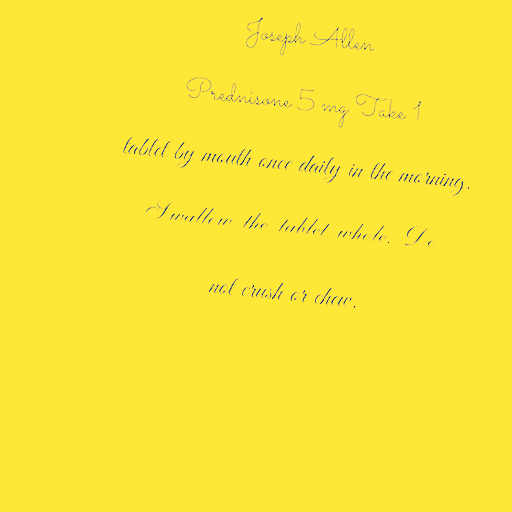 Joseph Allen
Prednisone 5 mg Take 1
tablet by mouth once daily in the morning.
Swallow the tablet whole. Do
not crush or chew.